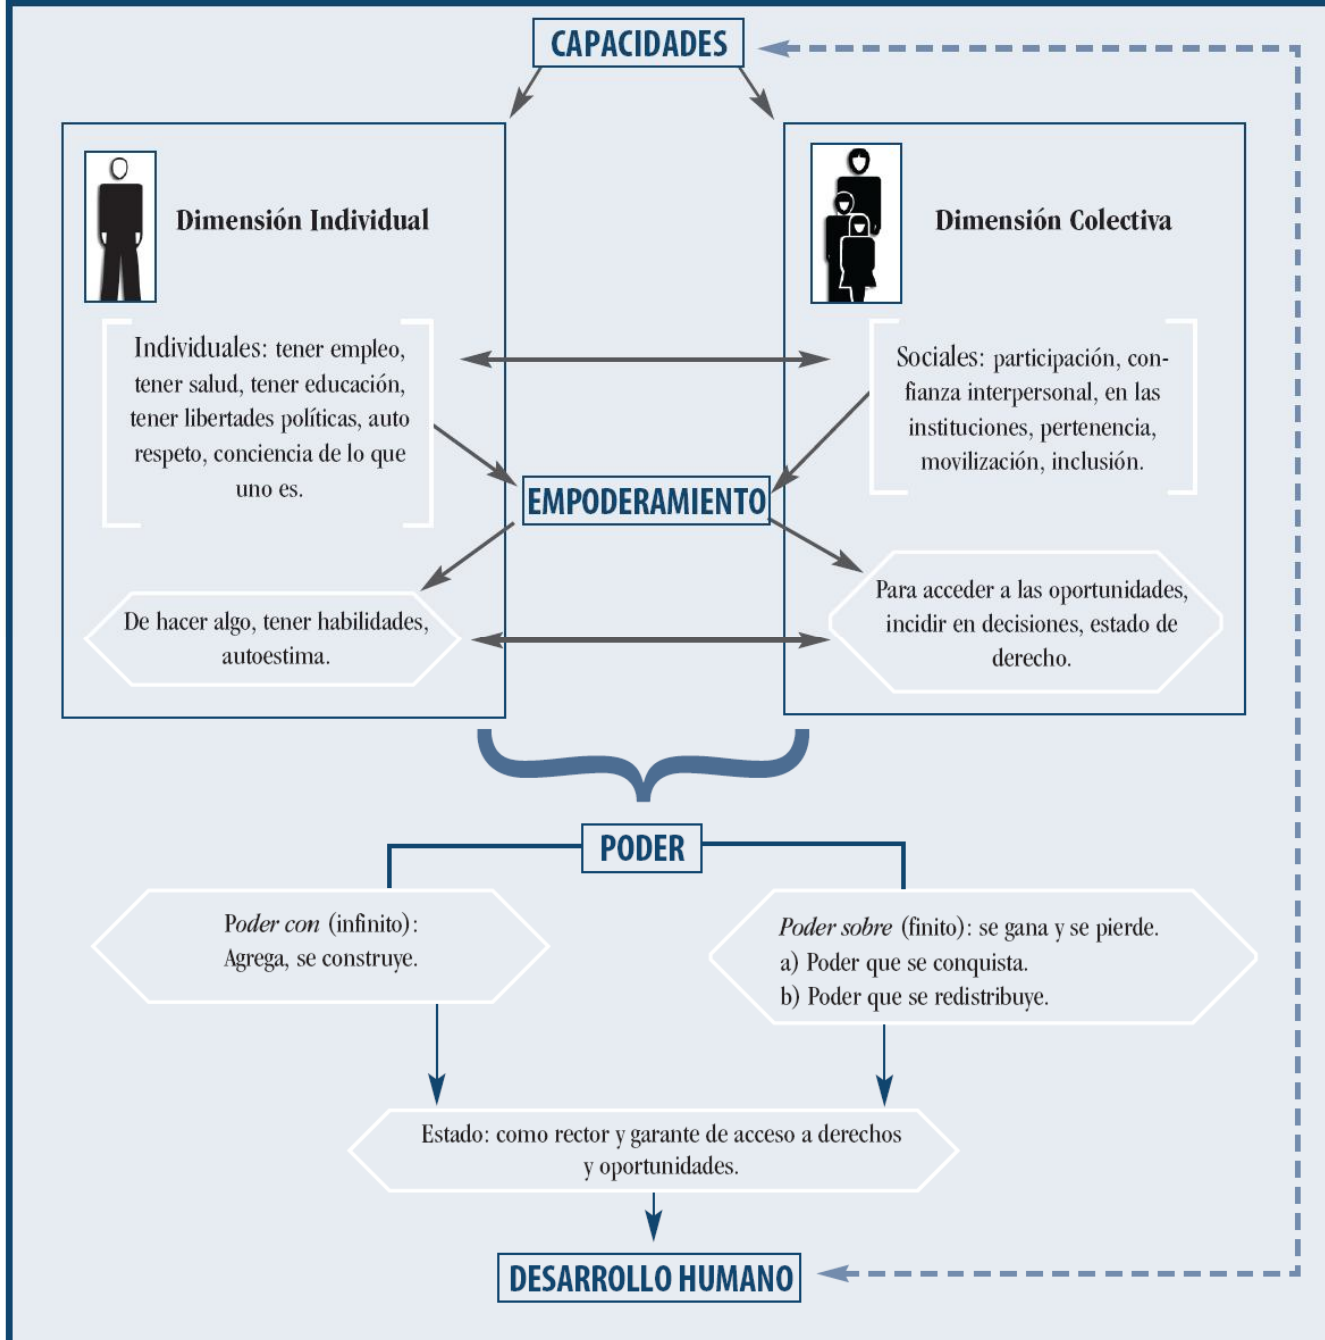 CAPACIDADES
Dimensión Individual
Individuales: tener empleo,
tener salud, tener educación,
tener libertades políticas, auto
respeto, conciencia de lo que
uno es.
Dimensión Colectiva
Sociales: participación, con-
fianza interpersonal, en las
instituciones, pertenencia,
movilización, inclusión.
EMPODERAMIENTO
De hacer algo, tener habilidades,
autoestima.
Para acceder a las oportunidades,
incidir en decisiones, estado de
derecho.
PODER
Poder con (infinito):
Agrega, se construye.
Poder sobre (finito): se gana y se pierde.
a) Poder que se conquista.
b) Poder que se redistribuye.
Estado: como rector y garante de acceso a derechos
y oportunidades.
DESARROLLO HUMANO